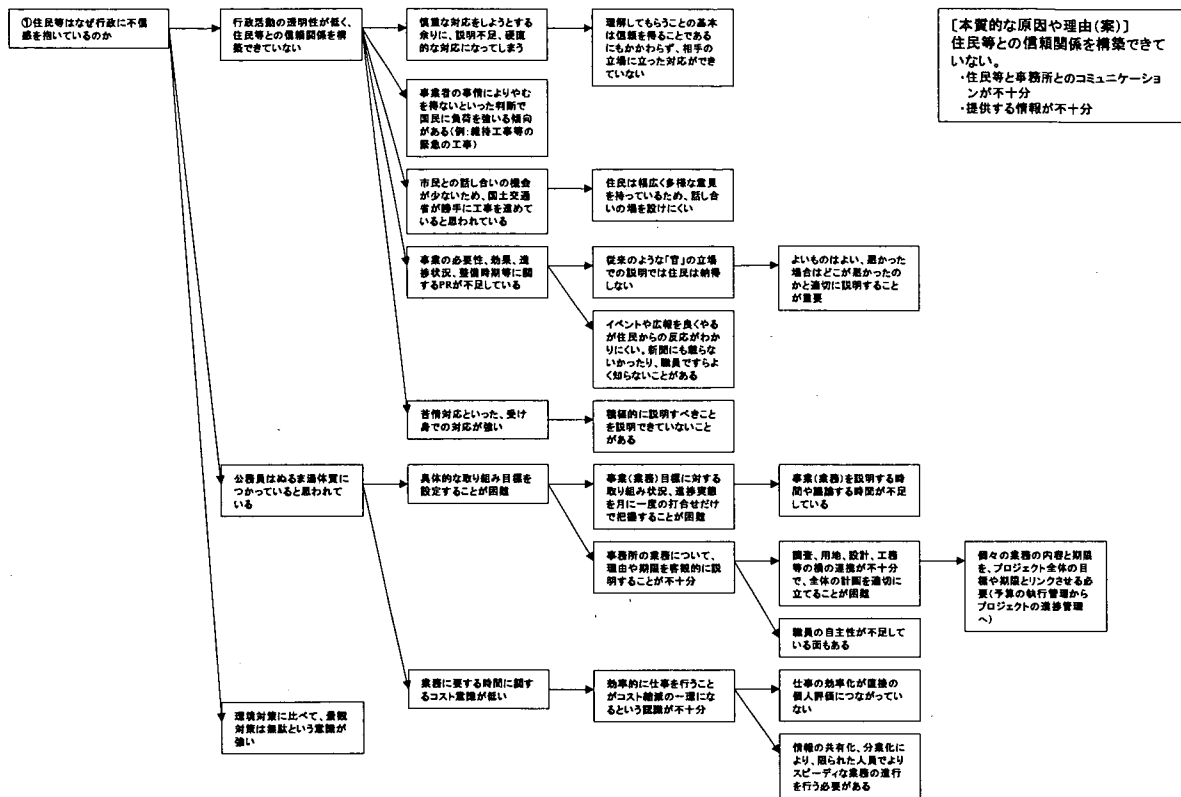 ①住民等はなぜ行政に不信
感を抱いているのか
行政活動の透明性が低く、
住民等との信頼関係を構
築できていない
慎重な対応をしようとする
余りに、説明不足、硬直
的な対応になってしまう
理解してもらうことの基本
は信頼を得ることである
にもかかわらず、相手の
立場に立った対応ができ
ていない
[本質的な原因や理由(案)]
住民等との信頼関係を構築できて
いない。
・住民等と事務所とのコミュニケーショ
ンが不十分
・提供する情報が不十分
事業者の事情によりやむ
を得ないといった判断で
国民に負荷を強いる傾向
がある(例:維持工事等の
緊急の工事)
市民との話し合いの機会
が少ないため、国土交通
省が勝手に工事を進めて
いると思われている
住民は幅広く多様な意見
を持っているため、話し合
いの場を設けにくい
事業の必要性、効果、進
捗状況、整備時期等に関
するPRが不足している
従来のような「官」の立場
での説明では住民は納得
しない
よいものはよい、悪かった
場合はどこが悪かったの
かと適切に説明すること
が重要
イベントや広報を良くやる
が住民からの反応がわか
りにくい。新聞にも載らな
いかったり、職員ですらよ
く知らないことがある
苦情対応といった、受け
身での対応が強い
積極的に説明すべきこと
を説明できていないこと
がある
公務員はぬるま湯体質に
つかっていると思われて
いる
具体的な取り組み目標を
設定することが困難
事業(業務)目標に対する
取り組み状況、進捗実態
を月に一度の打合せだけ
で把握することが困難
事業(業務)を説明する時
間や議論する時間が不足
している
事務所の業務について、
理由や期限を客観的に説
明することが不十分
調査、用地、設計、工務
等の横の連携が不十分
で、全体の計画を適切に
立てることが困難
個々の業務の内容と期限
を、プロジェクト全体の目
標や期限とリンクさせる必
要(予算の執行管理から
プロジェクトの進捗管理
へ)
職員の自主性が不足して
いる面もある
業務に要する時間に関す
るコスト意識が低い
効率的に仕事を行うこと
がコスト縮減の一環にな
るという認識が不十分
仕事の効率化が直接の
個人評価につながってい
ない
情報の共有化、分業化に
より、限られた人員でより
スピーディな業務の遂行
を行う必要がある
環境対策に比べて、景観
対策は無駄という意識が
強い